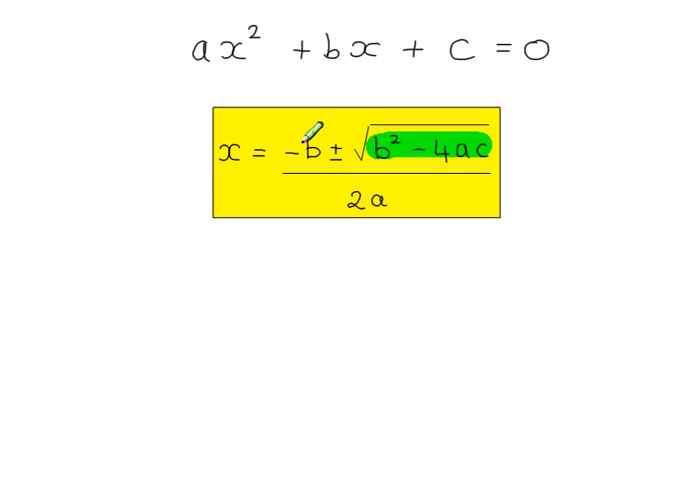 ax² + bx + c = 0
x = -b ± √b² - 4ac
2a